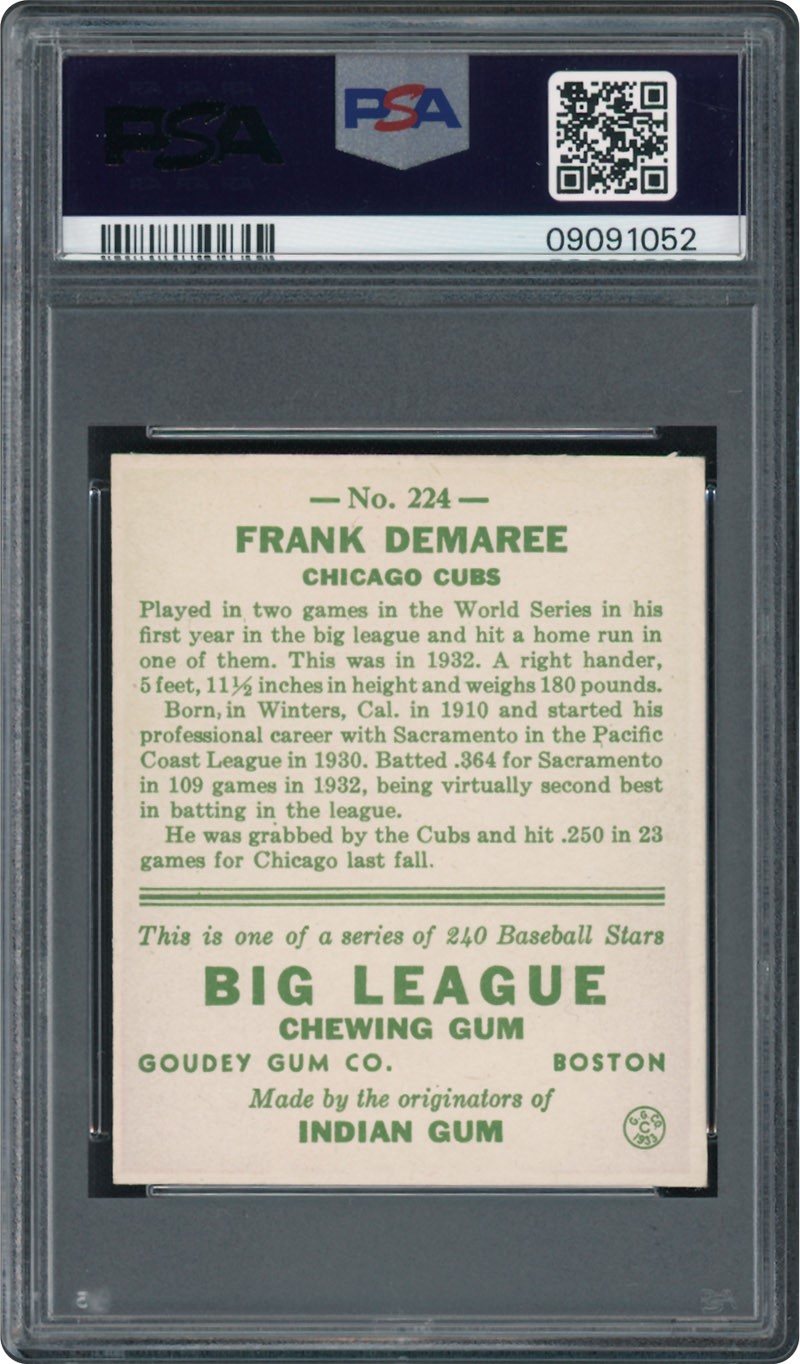 PSA
PSA
09091052
— No. 224 —
FRANK DEMAREE
CHICAGO CUBS
Played in two games in the World Series in his
first year in the big league and hit a home run in
one of them. This was in 1932. A right hander,
5 feet, 11½ inches in height and weighs 180 pounds.
Born, in Winters, Cal. in 1910 and started his
professional career with Sacramento in the Pacific
Coast League in 1930. Batted .364 for Sacramento
in 109 games in 1932, being virtually second best
in batting in the league.
He was grabbed by the Cubs and hit .250 in 23
games for Chicago last fall.
This is one of a series of 240 Baseball Stars
BIG LEAGUE
CHEWING GUM
GOUDEY GUM CO. BOSTON
Made by the originators of
INDIAN GUM
G. G. CO.
C
1933